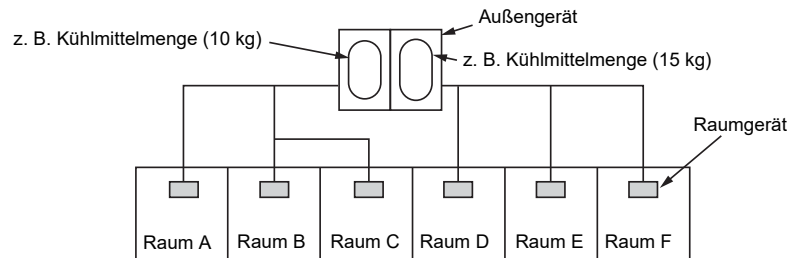 Außengerät
z. B. Kühlmittelmenge (10 kg)
z. B. Kühlmittelmenge (15 kg)
Raumgerät
Raum A
Raum B
Raum C
Raum D
Raum E
Raum F